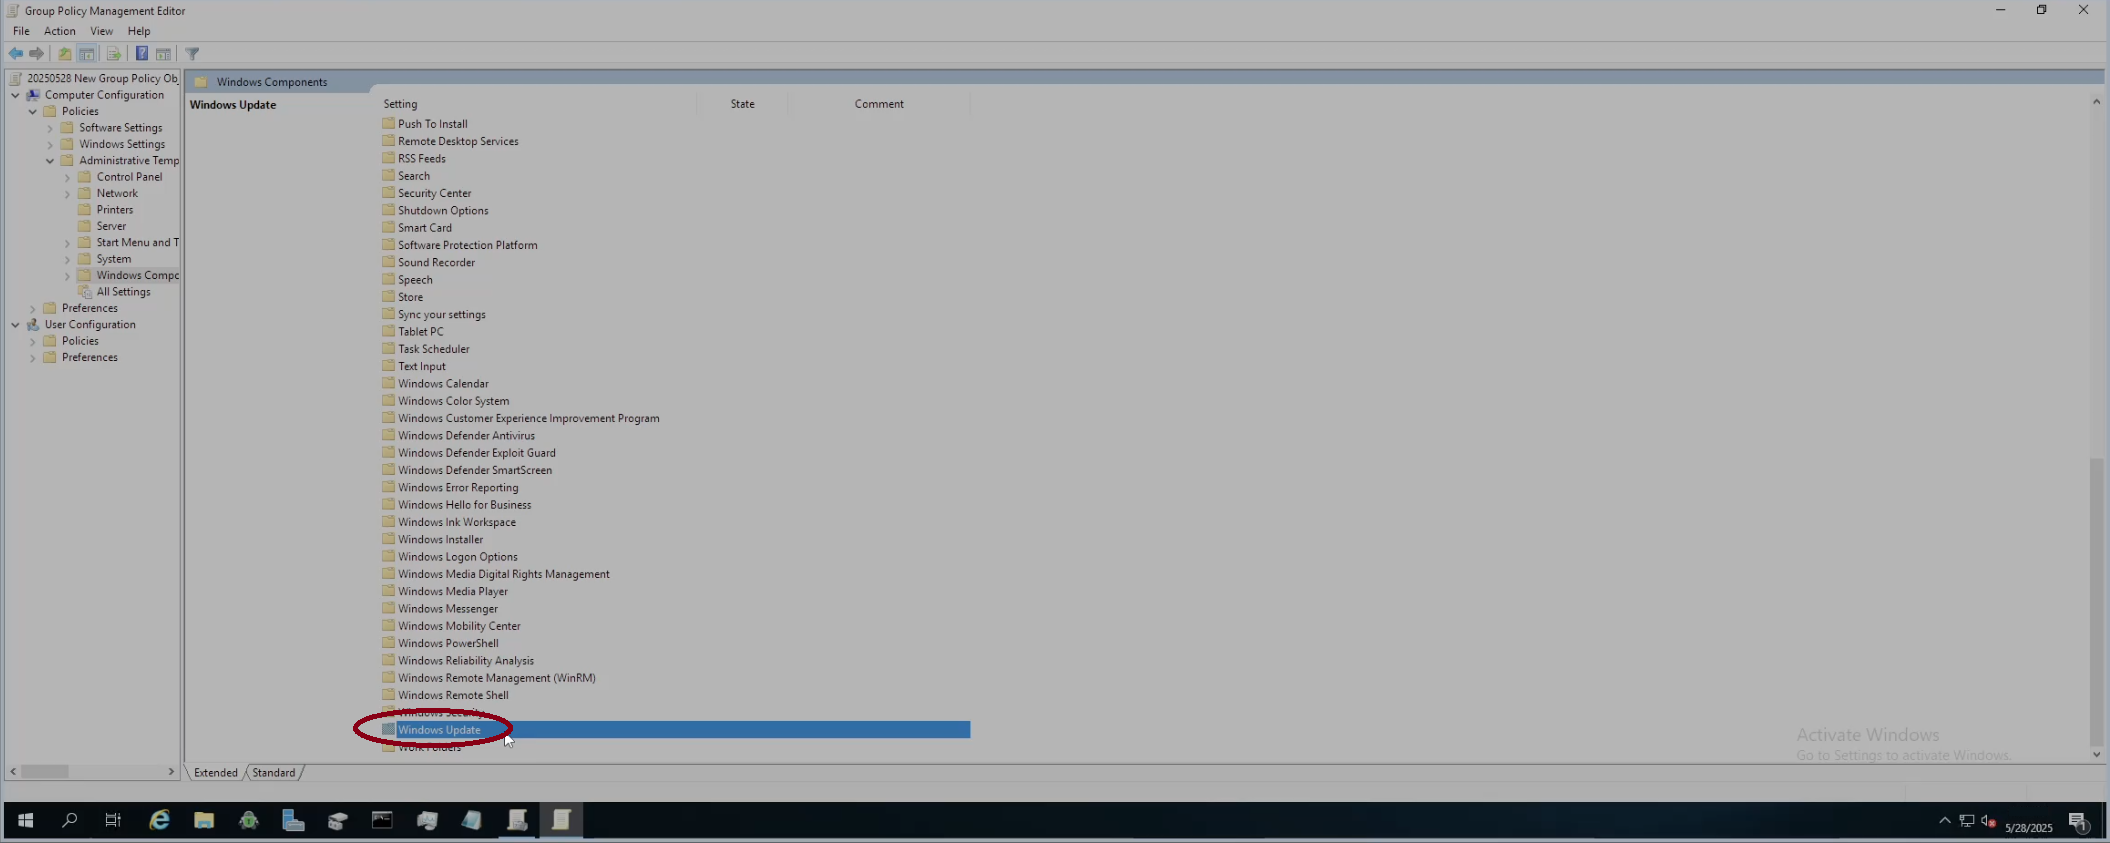 Group Policy Management Editor
File Action View Help
20250528 New Group Policy Obj
Computer Configuration
Policies
Software Settings
Windows Settings
Administrative Temp
Control Panel
Network
Printers
Server
Start Menu and T
System
Windows Compo
All Settings
Preferences
User Configuration
Policies
Preferences
Windows Components
Windows Update
Setting State Comment
Push To Install
Remote Desktop Services
RSS Feeds
Search
Security Center
Shutdown Options
Smart Card
Software Protection Platform
Sound Recorder
Speech
Store
Sync your settings
Tablet PC
Task Scheduler
Text Input
Windows Calendar
Windows Color System
Windows Customer Experience Improvement Program
Windows Defender Antivirus
Windows Defender Exploit Guard
Windows Defender SmartScreen
Windows Error Reporting
Windows Hello for Business
Windows Ink Workspace
Windows Installer
Windows Logon Options
Windows Media Digital Rights Management
Windows Media Player
Windows Messenger
Windows Mobility Center
Windows PowerShell
Windows Reliability Analysis
Windows Remote Management (WinRM)
Windows Remote Shell
Windows Security
Windows Update
Work Folders
Extended Standard
Activate Windows
Go to Settings to activate Windows.
5/28/2025
1